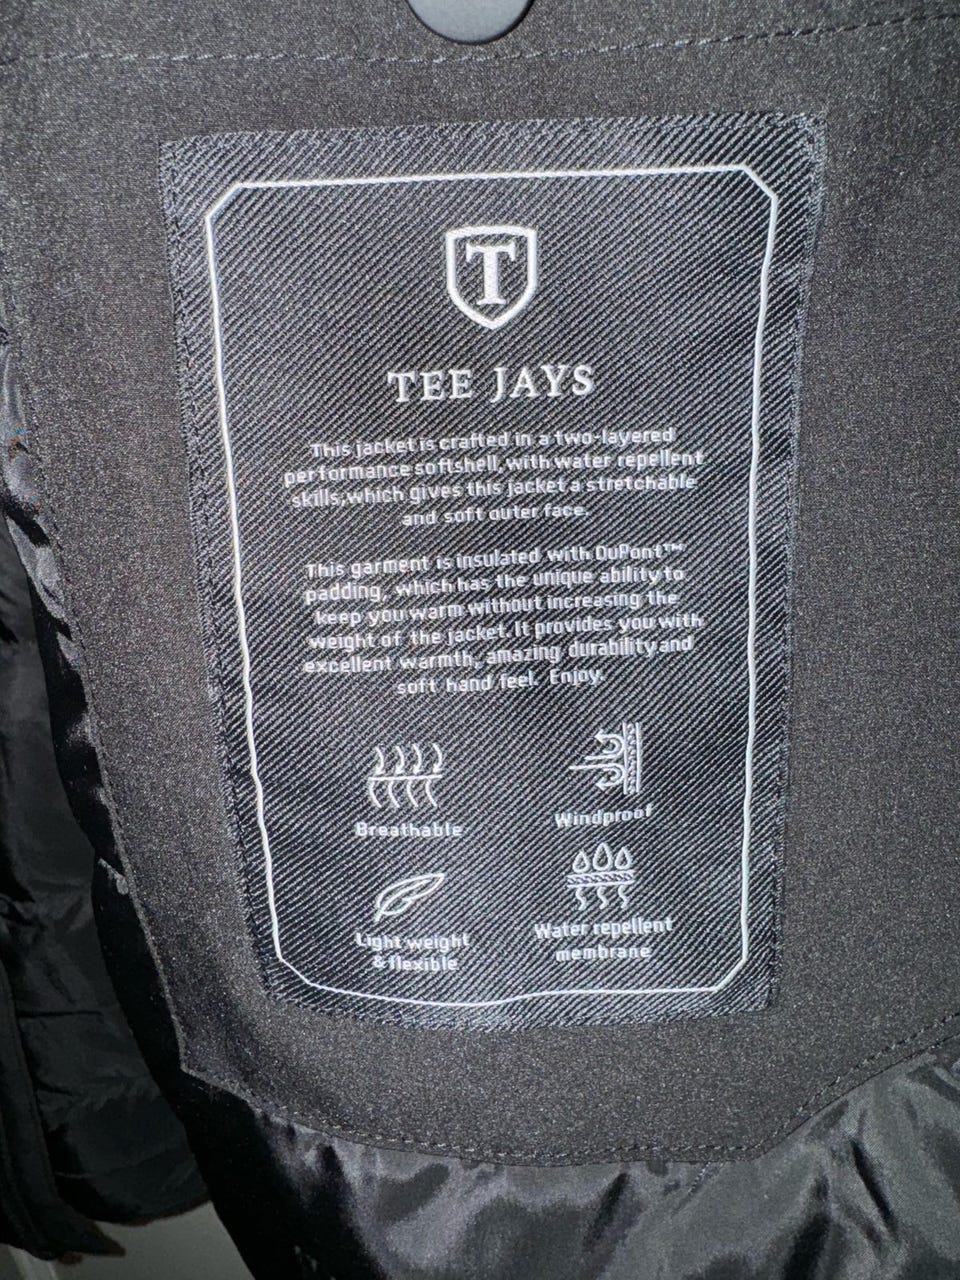 T
TEE JAYS
This jacket is crafted in a two-layered
performance softshell, with water repellent
skills, which gives this jacket a stretchable
and soft outer face.
This garment is insulated with DuPont™
padding, which has the unique ability to
keep you warm without increasing the
weight of the jacket. It provides you with
excellent warmth, amazing durability and
soft hand feel. Enjoy.
Breathable
Windproof
Light weight
& flexible
Water repellent
membrane